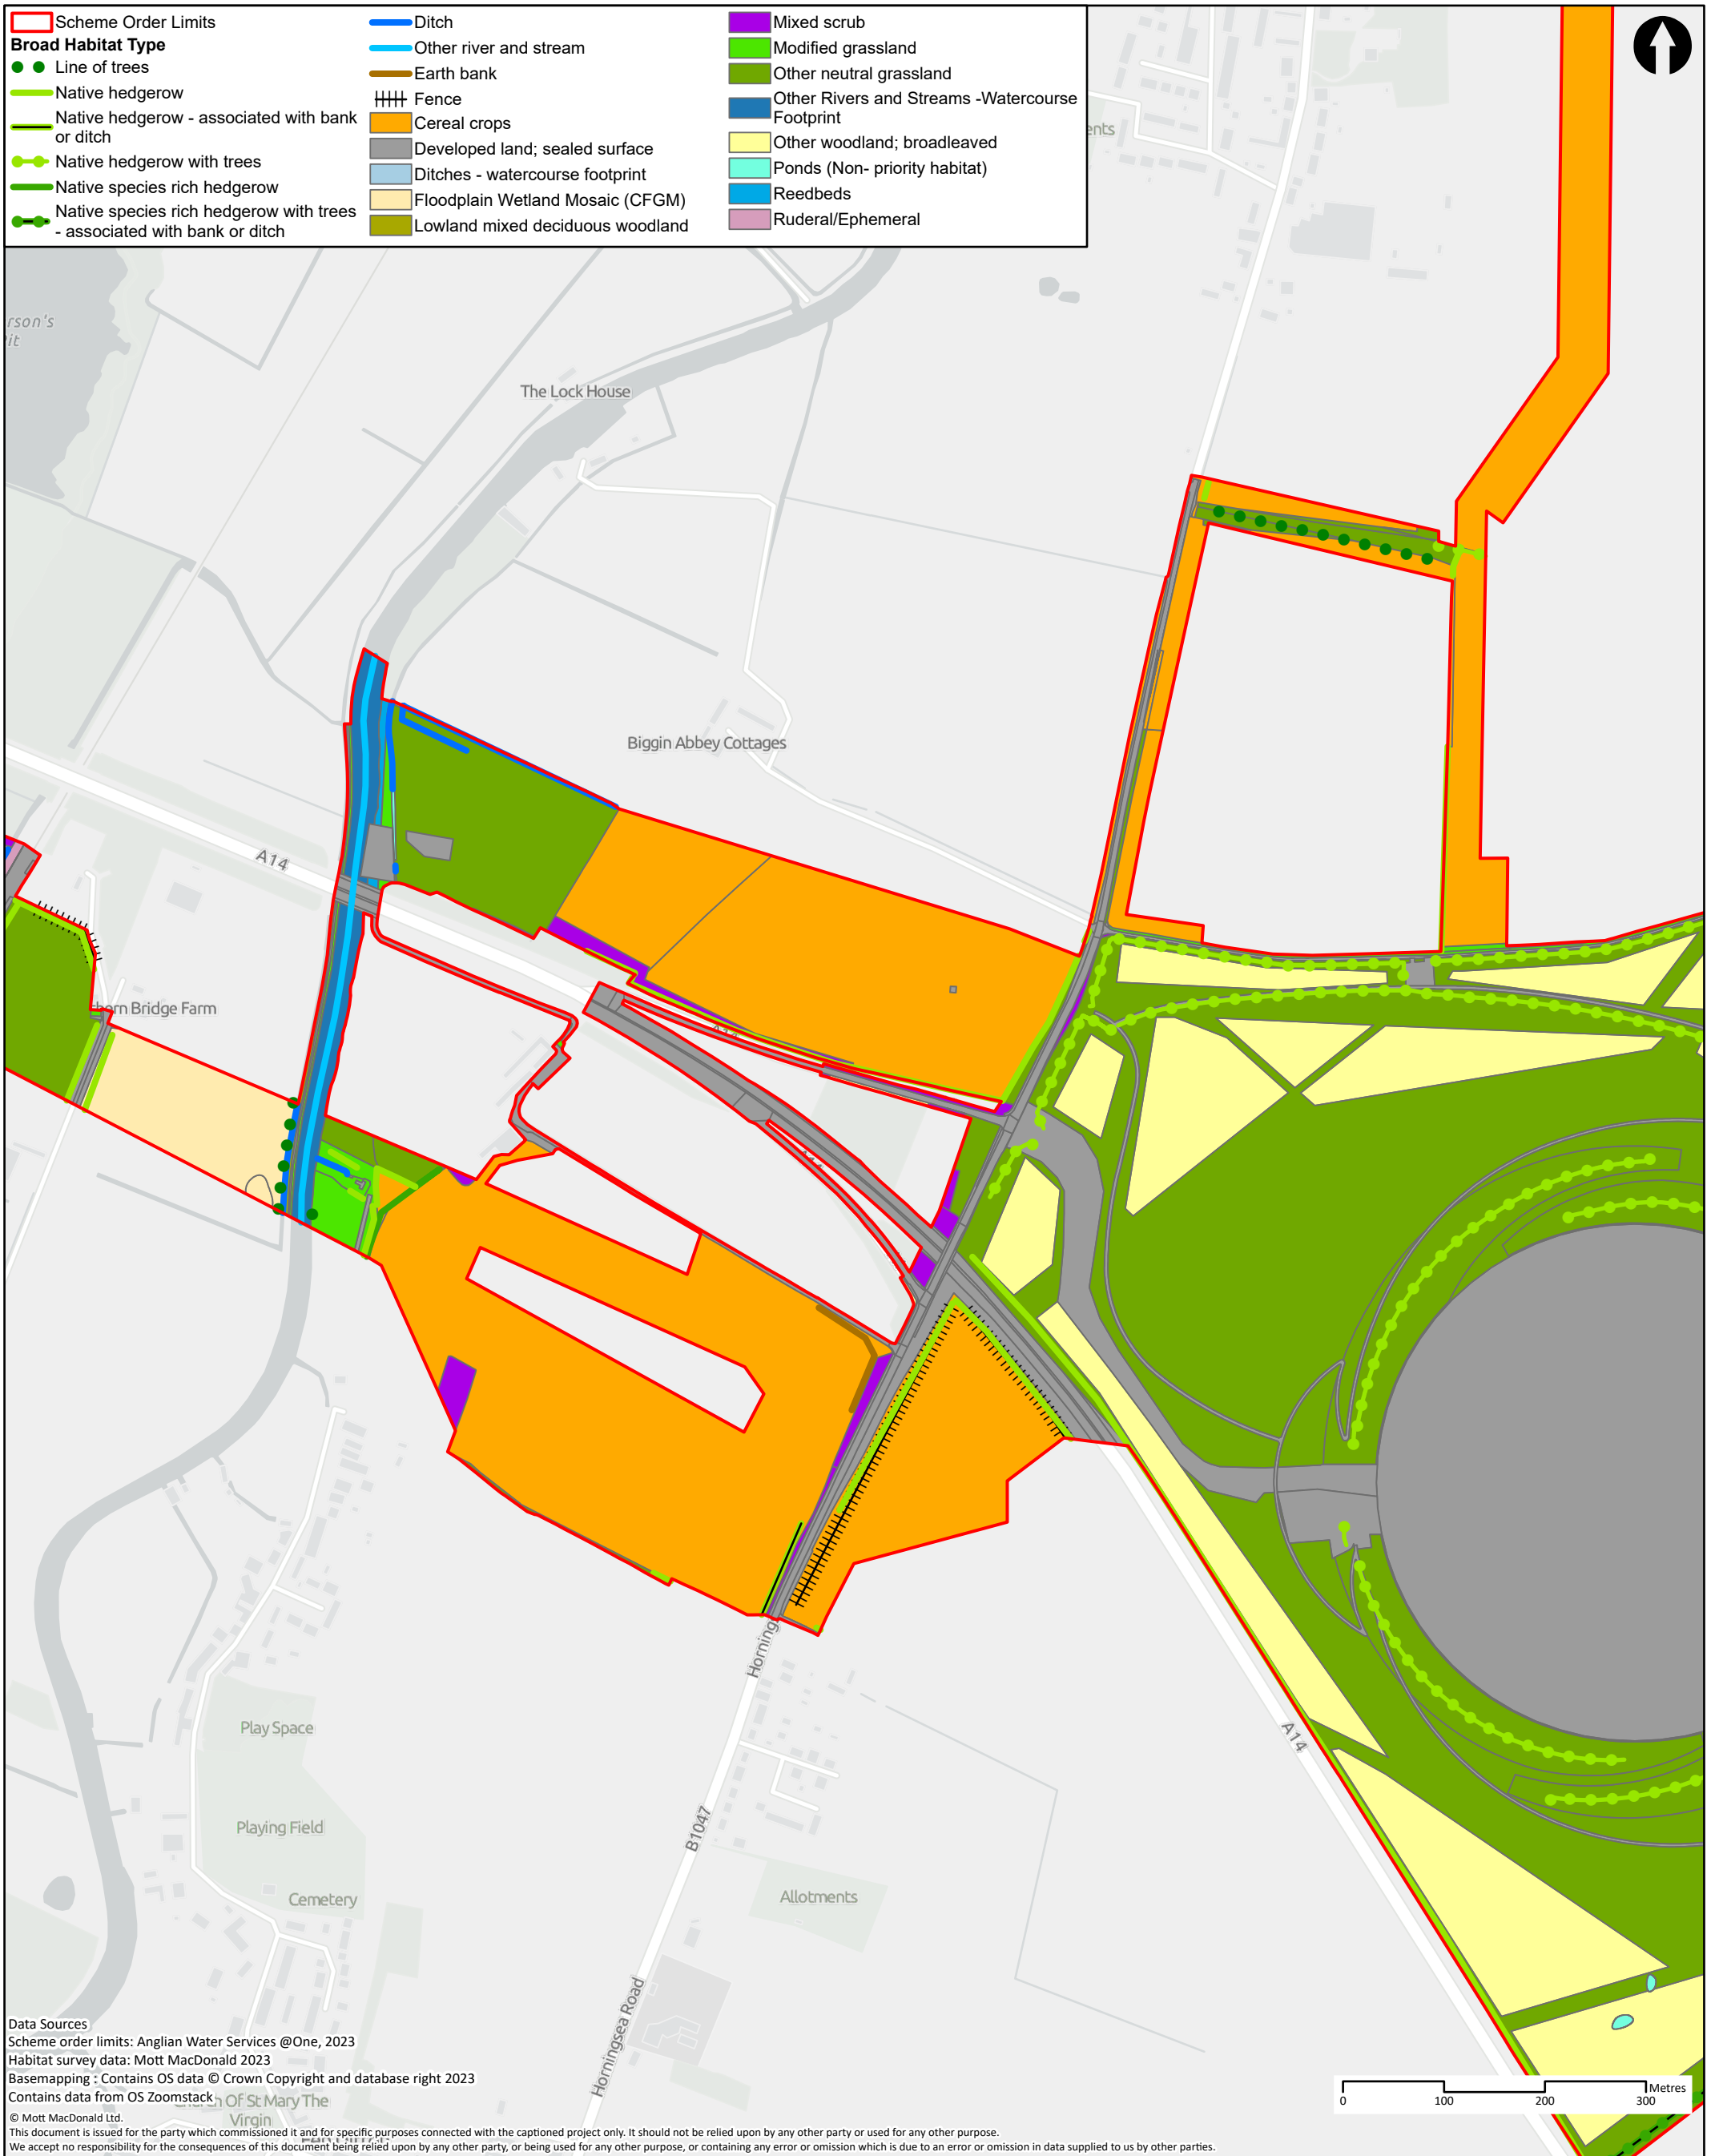 Scheme Order Limits
Broad Habitat Type
Line of trees
Native hedgerow
Native hedgerow - associated with bank
or ditch
Native hedgerow with trees
Native species rich hedgerow
Native species rich hedgerow with trees
- associated with bank or ditch
Ditch
Other river and stream
Earth bank
Fence
Cereal crops
Developed land; sealed surface
Ditches - watercourse footprint
Floodplain Wetland Mosaic (CFGM)
Lowland mixed deciduous woodland
Mixed scrub
Modified grassland
Other neutral grassland
Other Rivers and Streams -Watercourse
Footprint
Other woodland; broadleaved
Ponds (Non- priority habitat)
Reedbeds
Ruderal/Ephemeral
ents
rson's
it
The Lock House
Biggin Abbey Cottages
A14
Bridge Farm
A14
Horning
Play Space
B1047
Playing Field
Cemetery
Allotments
Horningsea Road
Data Sources
Scheme order limits: Anglian Water Services @One, 2023
Habitat survey data: Mott MacDonald 2023
Basemapping : Contains OS data © Crown Copyright and database right 2023
Contains data from OS Zoomstack
Church Of St Mary The
Virgin
© Mott MacDonald Ltd.
This document is issued for the party which commissioned it and for specific purposes connected with the captioned project only. It should not be relied upon by any other party or used for any other purpose.
We accept no responsibility for the consequences of this document being relied upon by any other party, or being used for any other purpose, or containing any error or omission which is due to an error or omission in data supplied to us by other parties.
Metres
0 100 200 300